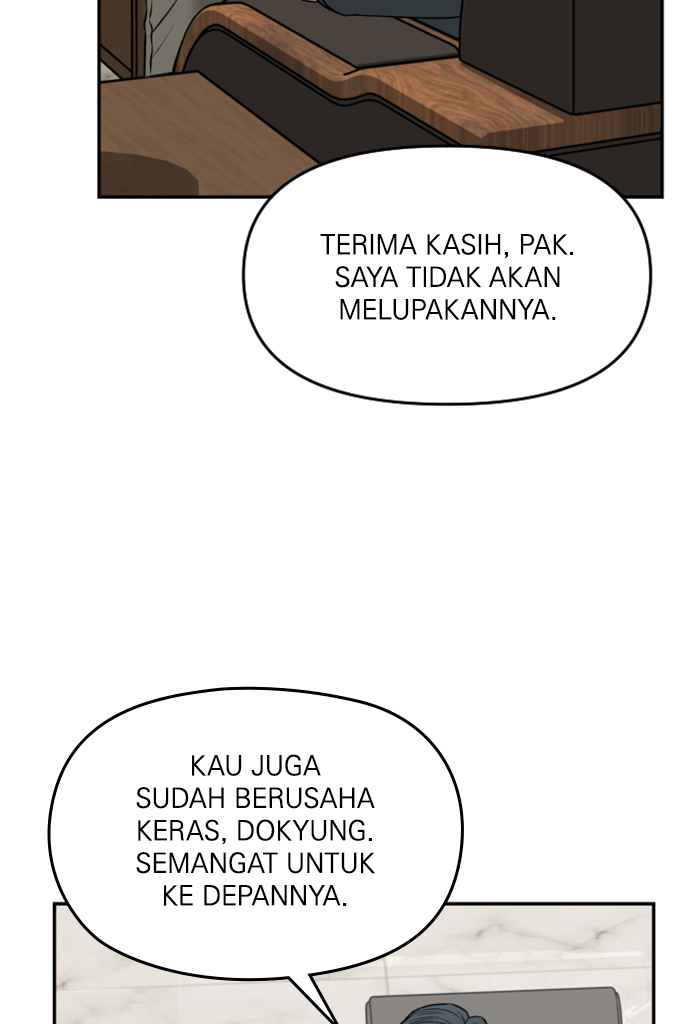 TERIMA KASIH, PAK.
SAYA TIDAK AKAN
MELUPAKANNYA.
KAU JUGA
SUDAH BERUSAHA
KERAS, DOKYUNG.
SEMANGAT UNTUK
KE DEPANNYA.